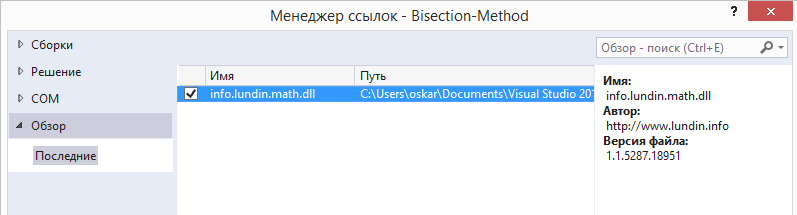 Менеджер ссылок - Bisection-Method
? ×
Сборки
Решение
COM
Обзор
Последние
Имя Путь
info.lundin.math.dll C:\Users\oskar\Documents\Visual Studio 201
Обзор - поиск (Ctrl+E)
Имя:
info.lundin.math.dll
Автор:
http://www.lundin.info
Версия файла:
1.1.5287.18951